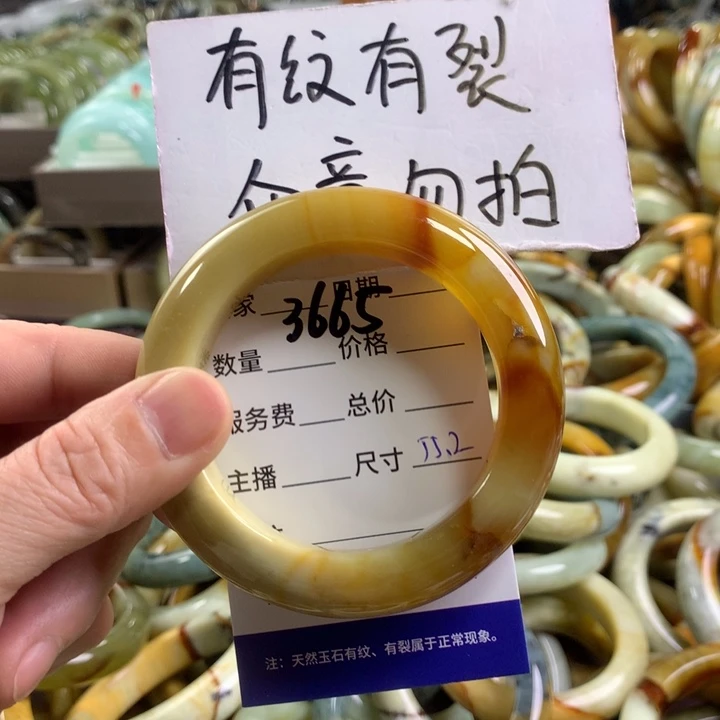 有纹有裂
介意勿拍
3665
家 日期
数量 价格
服务费 总价
主播 尺寸 55.2
注：天然玉石有纹、有裂属于正常现象。